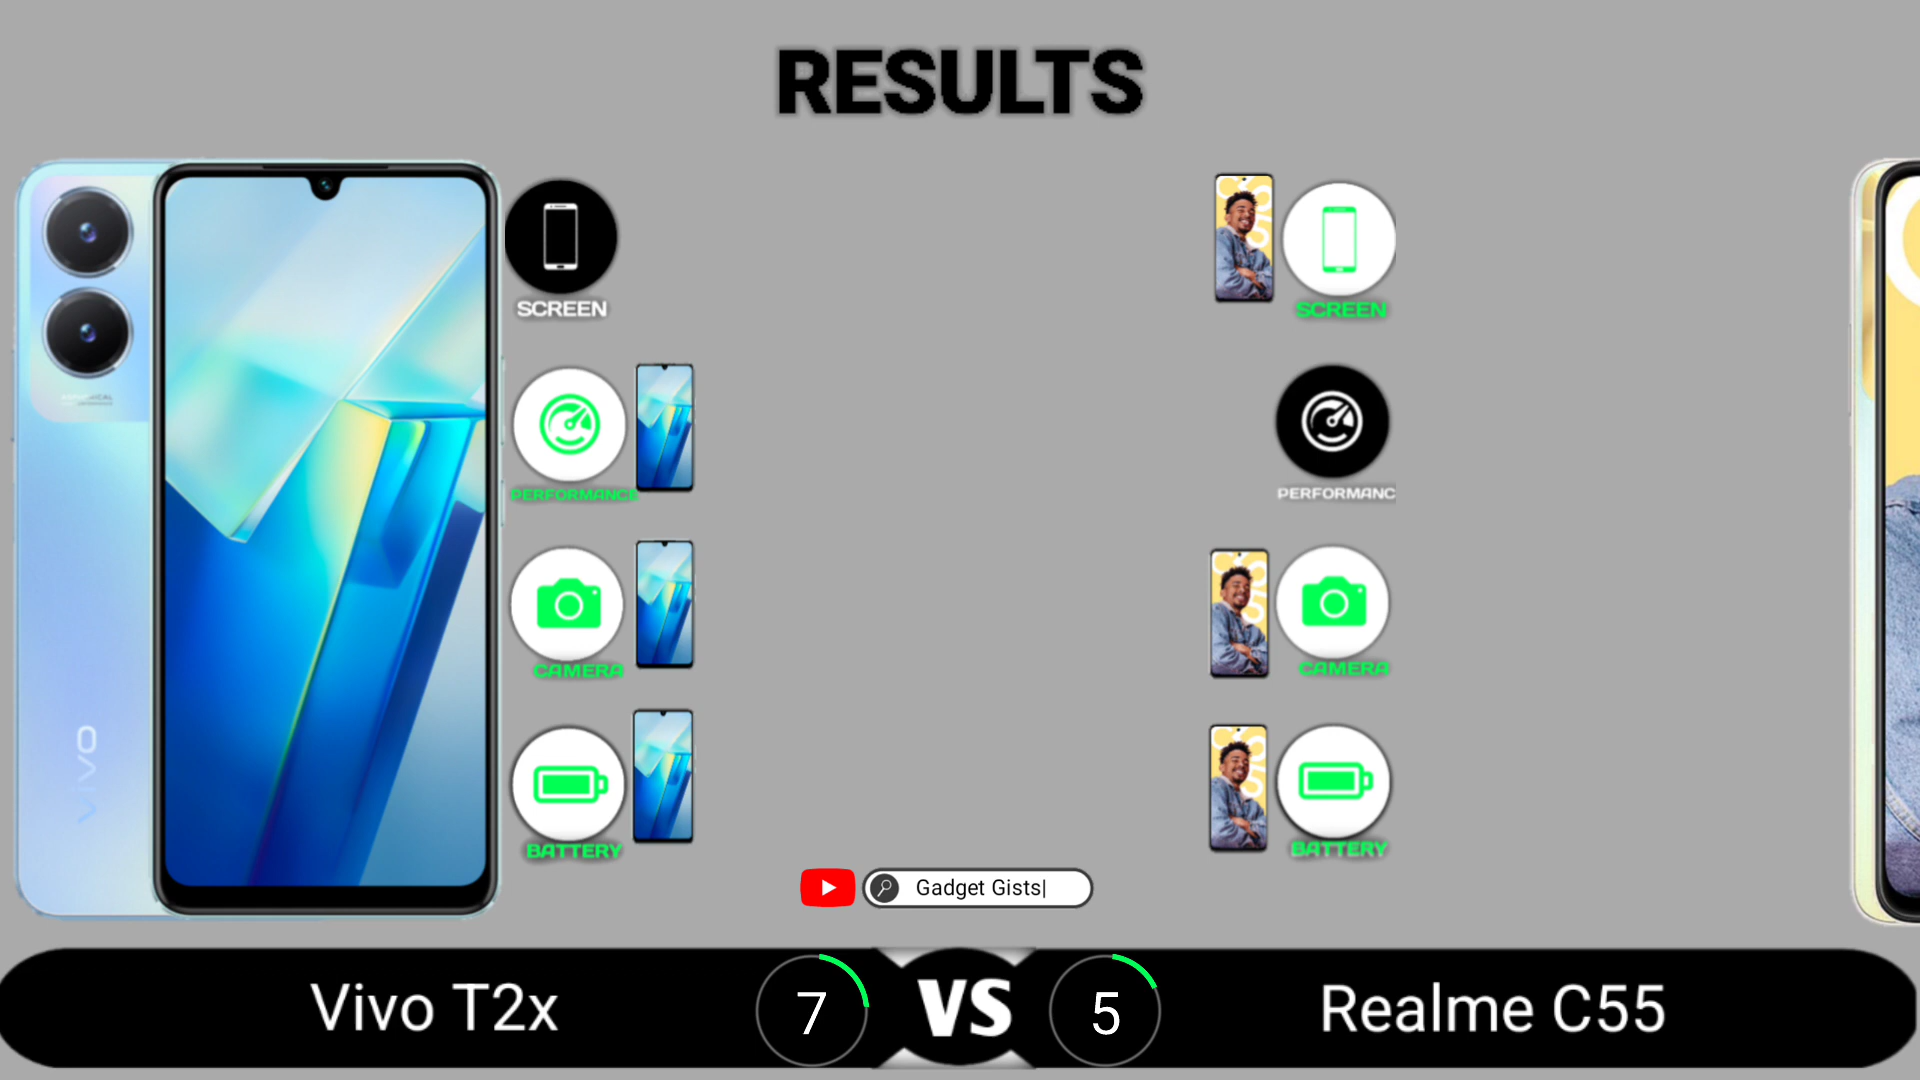 RESULTS
SCREEN
SCREEN
PERFORMANCE
PERFORMANC
CAMERA
CAMERA
vivo
BATTERY
BATTERY
Gadget Gists|
Vivo T2x
7
VS
5
Realme C55